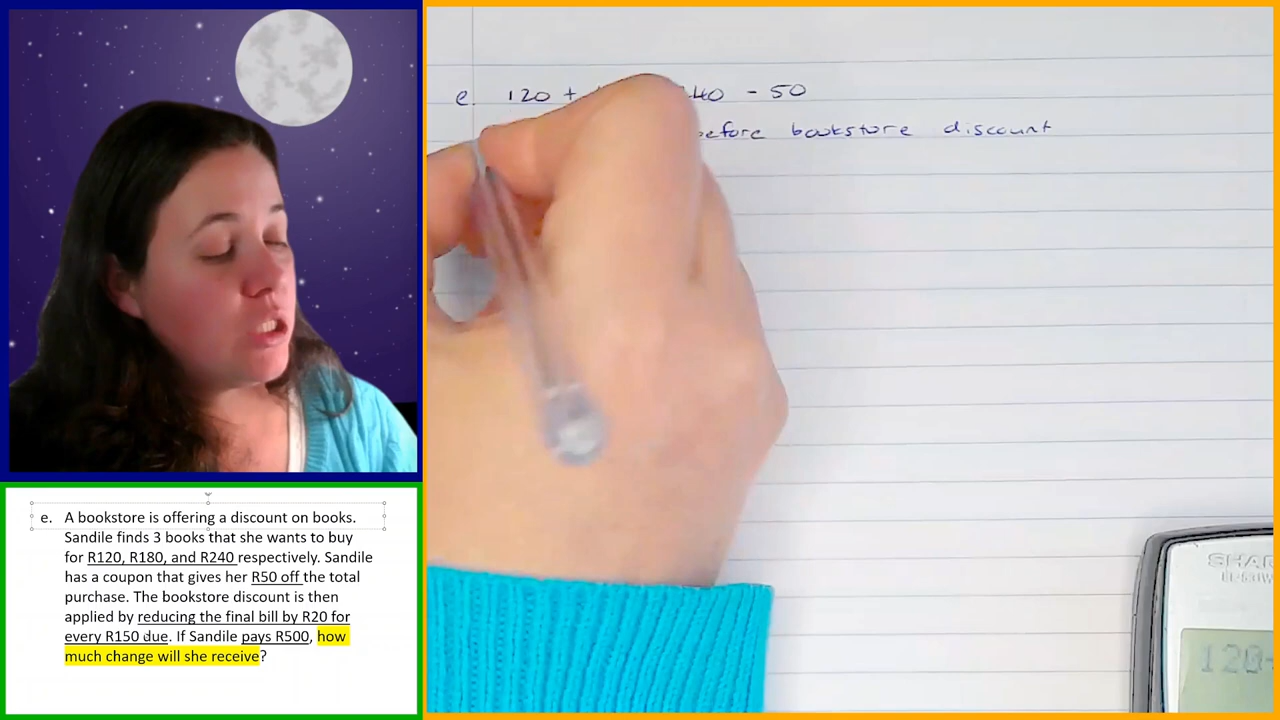 e. 120 + 40 - 50
before bookstore discount
e. A bookstore is offering a discount on books.
Sandile finds 3 books that she wants to buy
for R120, R180, and R240 respectively. Sandile
has a coupon that gives her R50 off the total
purchase. The bookstore discount is then
applied by reducing the final bill by R20 for
every R150 due. If Sandile pays R500, how
much change will she receive?
SHAR
120